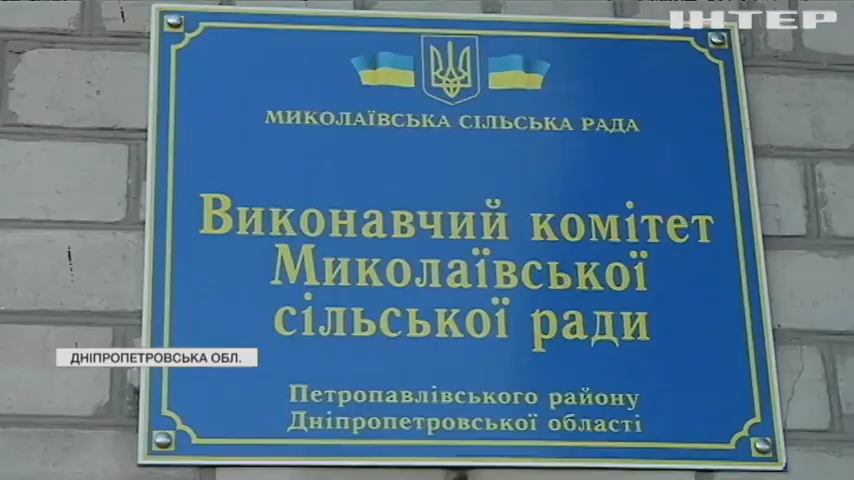 ІНТЕР
МИКОЛАЇВСЬКА СІЛЬСЬКА РАДА
Виконавчий комітет
Миколаївської
сільської ради
ДНІПРОПЕТРОВСЬКА ОБЛ.
Петропавлівського району
Дніпропетровської області